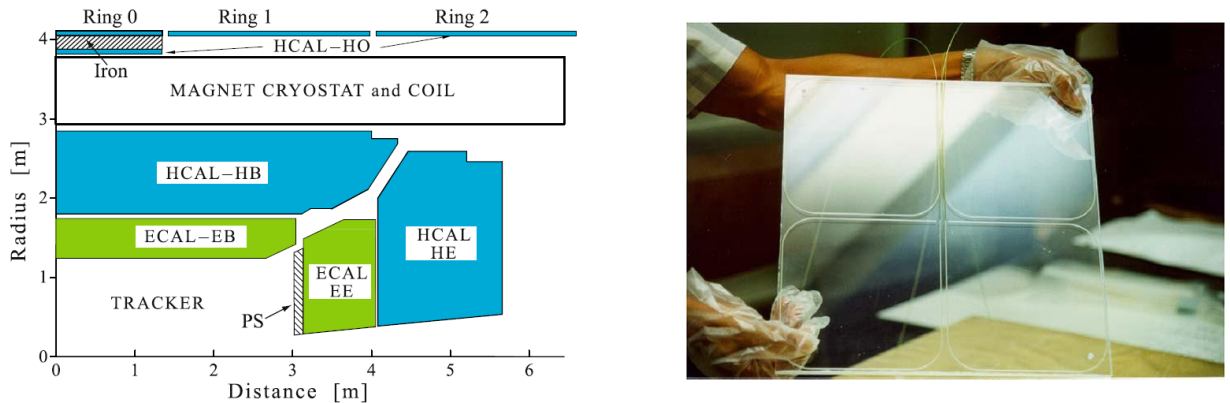 Ring 0 Ring 1 Ring 2
4
HCAL–HO
Iron
MAGNET CRYOSTAT and COIL
3
HCAL–HB
Radius [m]
2
ECAL–EB
HCAL
HE
ECAL
EE
1
TRACKER
PS
0
0 1 2 3 4 5 6
Distance [m]